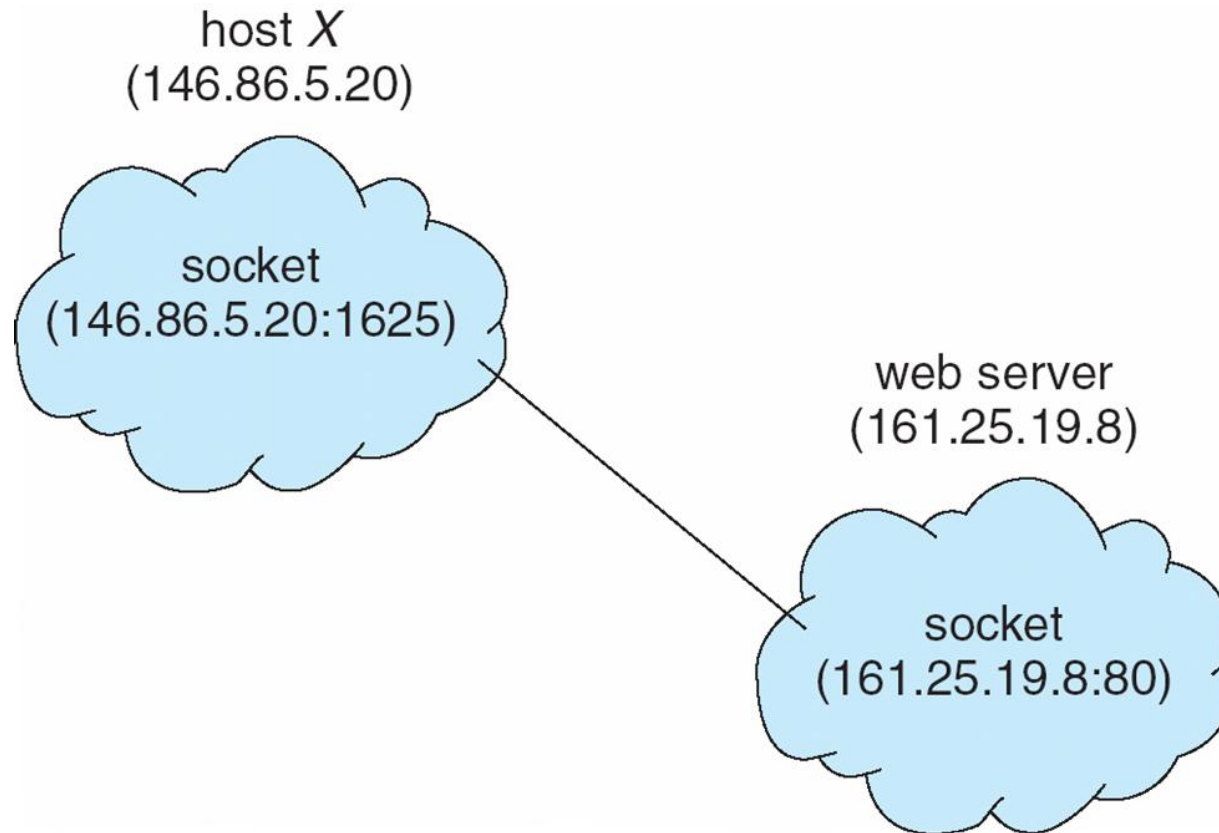 host X
(146.86.5.20)
socket
(146.86.5.20:1625)
web server
(161.25.19.8)
socket
(161.25.19.8:80)